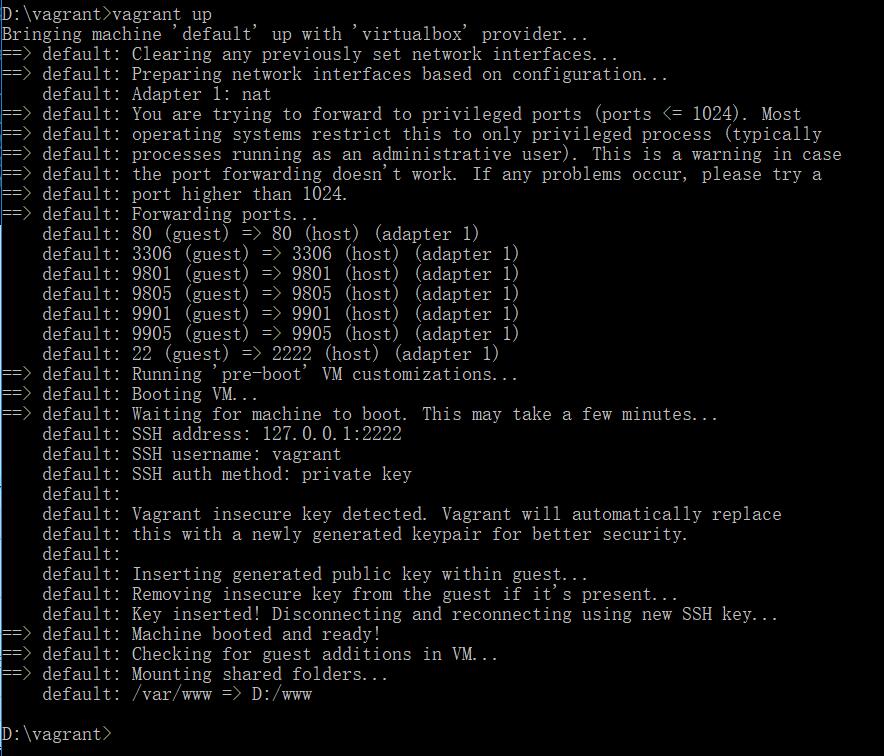 D:\vagrant>vagrant up
Bringing machine 'default' up with 'virtualbox' provider...
==> default: Clearing any previously set network interfaces...
==> default: Preparing network interfaces based on configuration...
    default: Adapter 1: nat
==> default: You are trying to forward to privileged ports (ports <= 1024). Most
==> default: operating systems restrict this to only privileged process (typically
==> default: processes running as an administrative user). This is a warning in case
==> default: the port forwarding doesn't work. If any problems occur, please try a
==> default: port higher than 1024.
==> default: Forwarding ports...
    default: 80 (guest) => 80 (host) (adapter 1)
    default: 3306 (guest) => 3306 (host) (adapter 1)
    default: 9801 (guest) => 9801 (host) (adapter 1)
    default: 9805 (guest) => 9805 (host) (adapter 1)
    default: 9901 (guest) => 9901 (host) (adapter 1)
    default: 9905 (guest) => 9905 (host) (adapter 1)
    default: 22 (guest) => 2222 (host) (adapter 1)
==> default: Running 'pre-boot' VM customizations...
==> default: Booting VM...
==> default: Waiting for machine to boot. This may take a few minutes...
    default: SSH address: 127.0.0.1:2222
    default: SSH username: vagrant
    default: SSH auth method: private key
    default:
    default: Vagrant insecure key detected. Vagrant will automatically replace
    default: this with a newly generated keypair for better security.
    default:
    default: Inserting generated public key within guest...
    default: Removing insecure key from the guest if it's present...
    default: Key inserted! Disconnecting and reconnecting using new SSH key...
==> default: Machine booted and ready!
==> default: Checking for guest additions in VM...
==> default: Mounting shared folders...
    default: /var/www => D:/www
D:\vagrant>